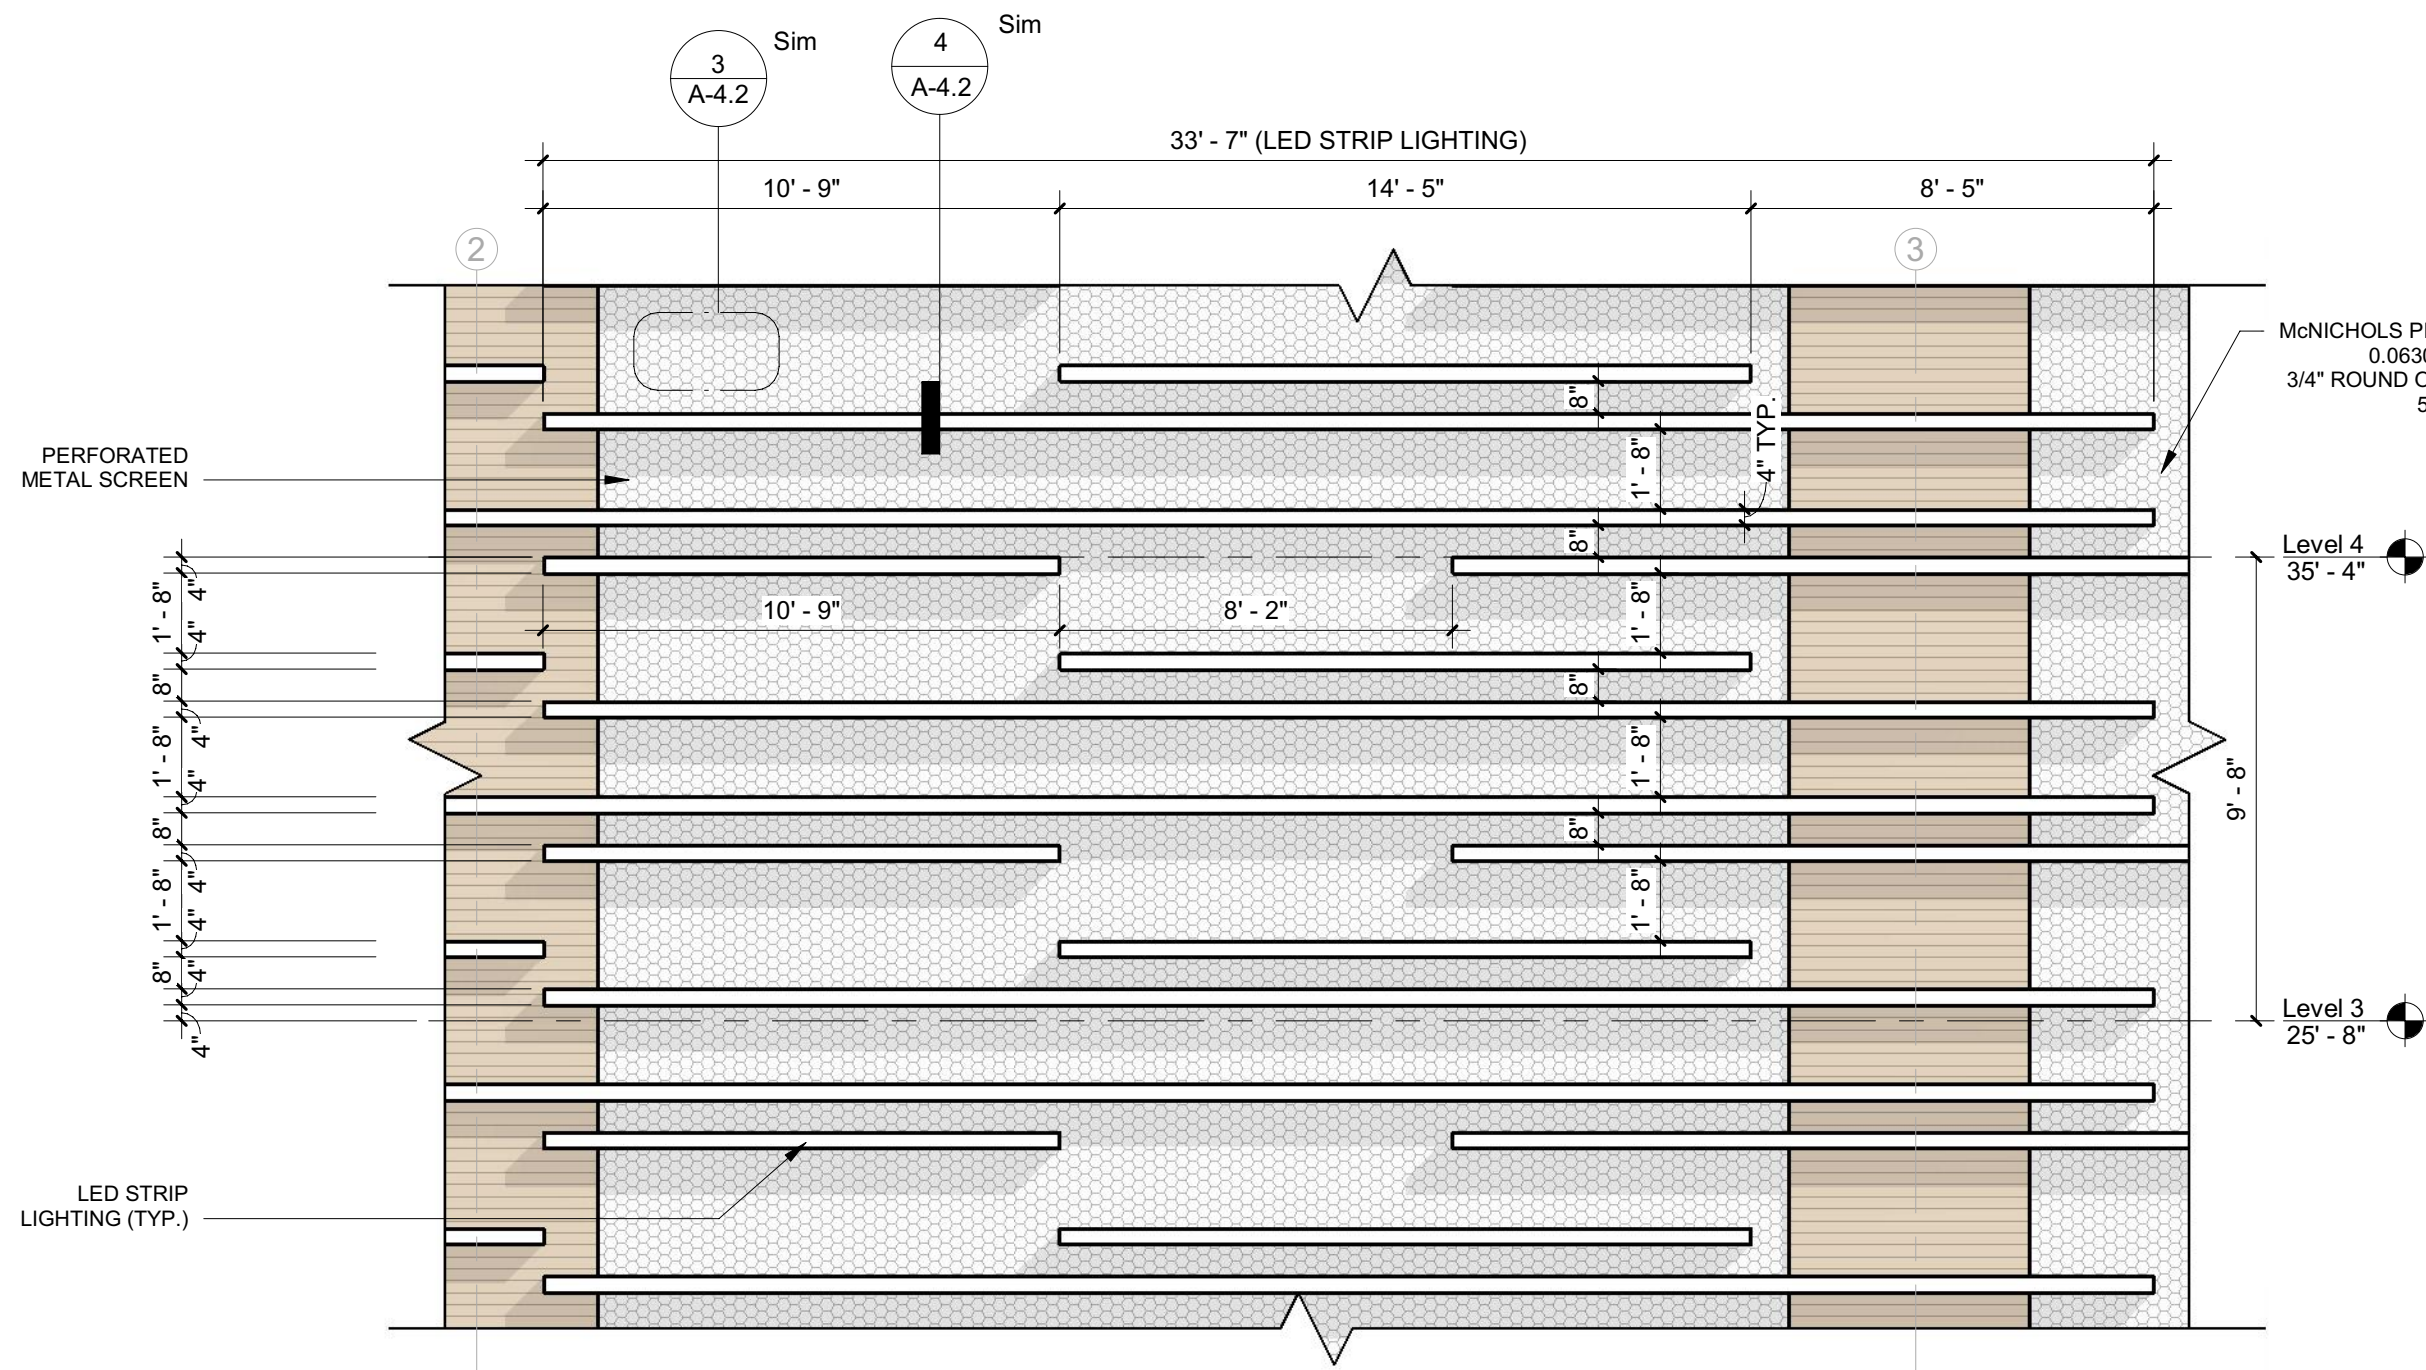 3
A-4.2
Sim
4
A-4.2
Sim
33' - 7" (LED STRIP LIGHTING)
10' - 9"
14' - 5"
8' - 5"
2
3
McNICHOLS
0.0630
3/4" ROUND
5
8"
4" TYP.
1' - 8"
PERFORATED
METAL SCREEN
8"
Level 4
35' - 4"
4"
1' - 8"
4"
10' - 9"
8' - 2"
1' - 8"
8"
8"
4"
1' - 8"
4"
1' - 8"
9' - 8"
8"
8"
4"
1' - 8"
4"
1' - 8"
8"
4"
4"
Level 3
25' - 8"
LED STRIP
LIGHTING (TYP.)